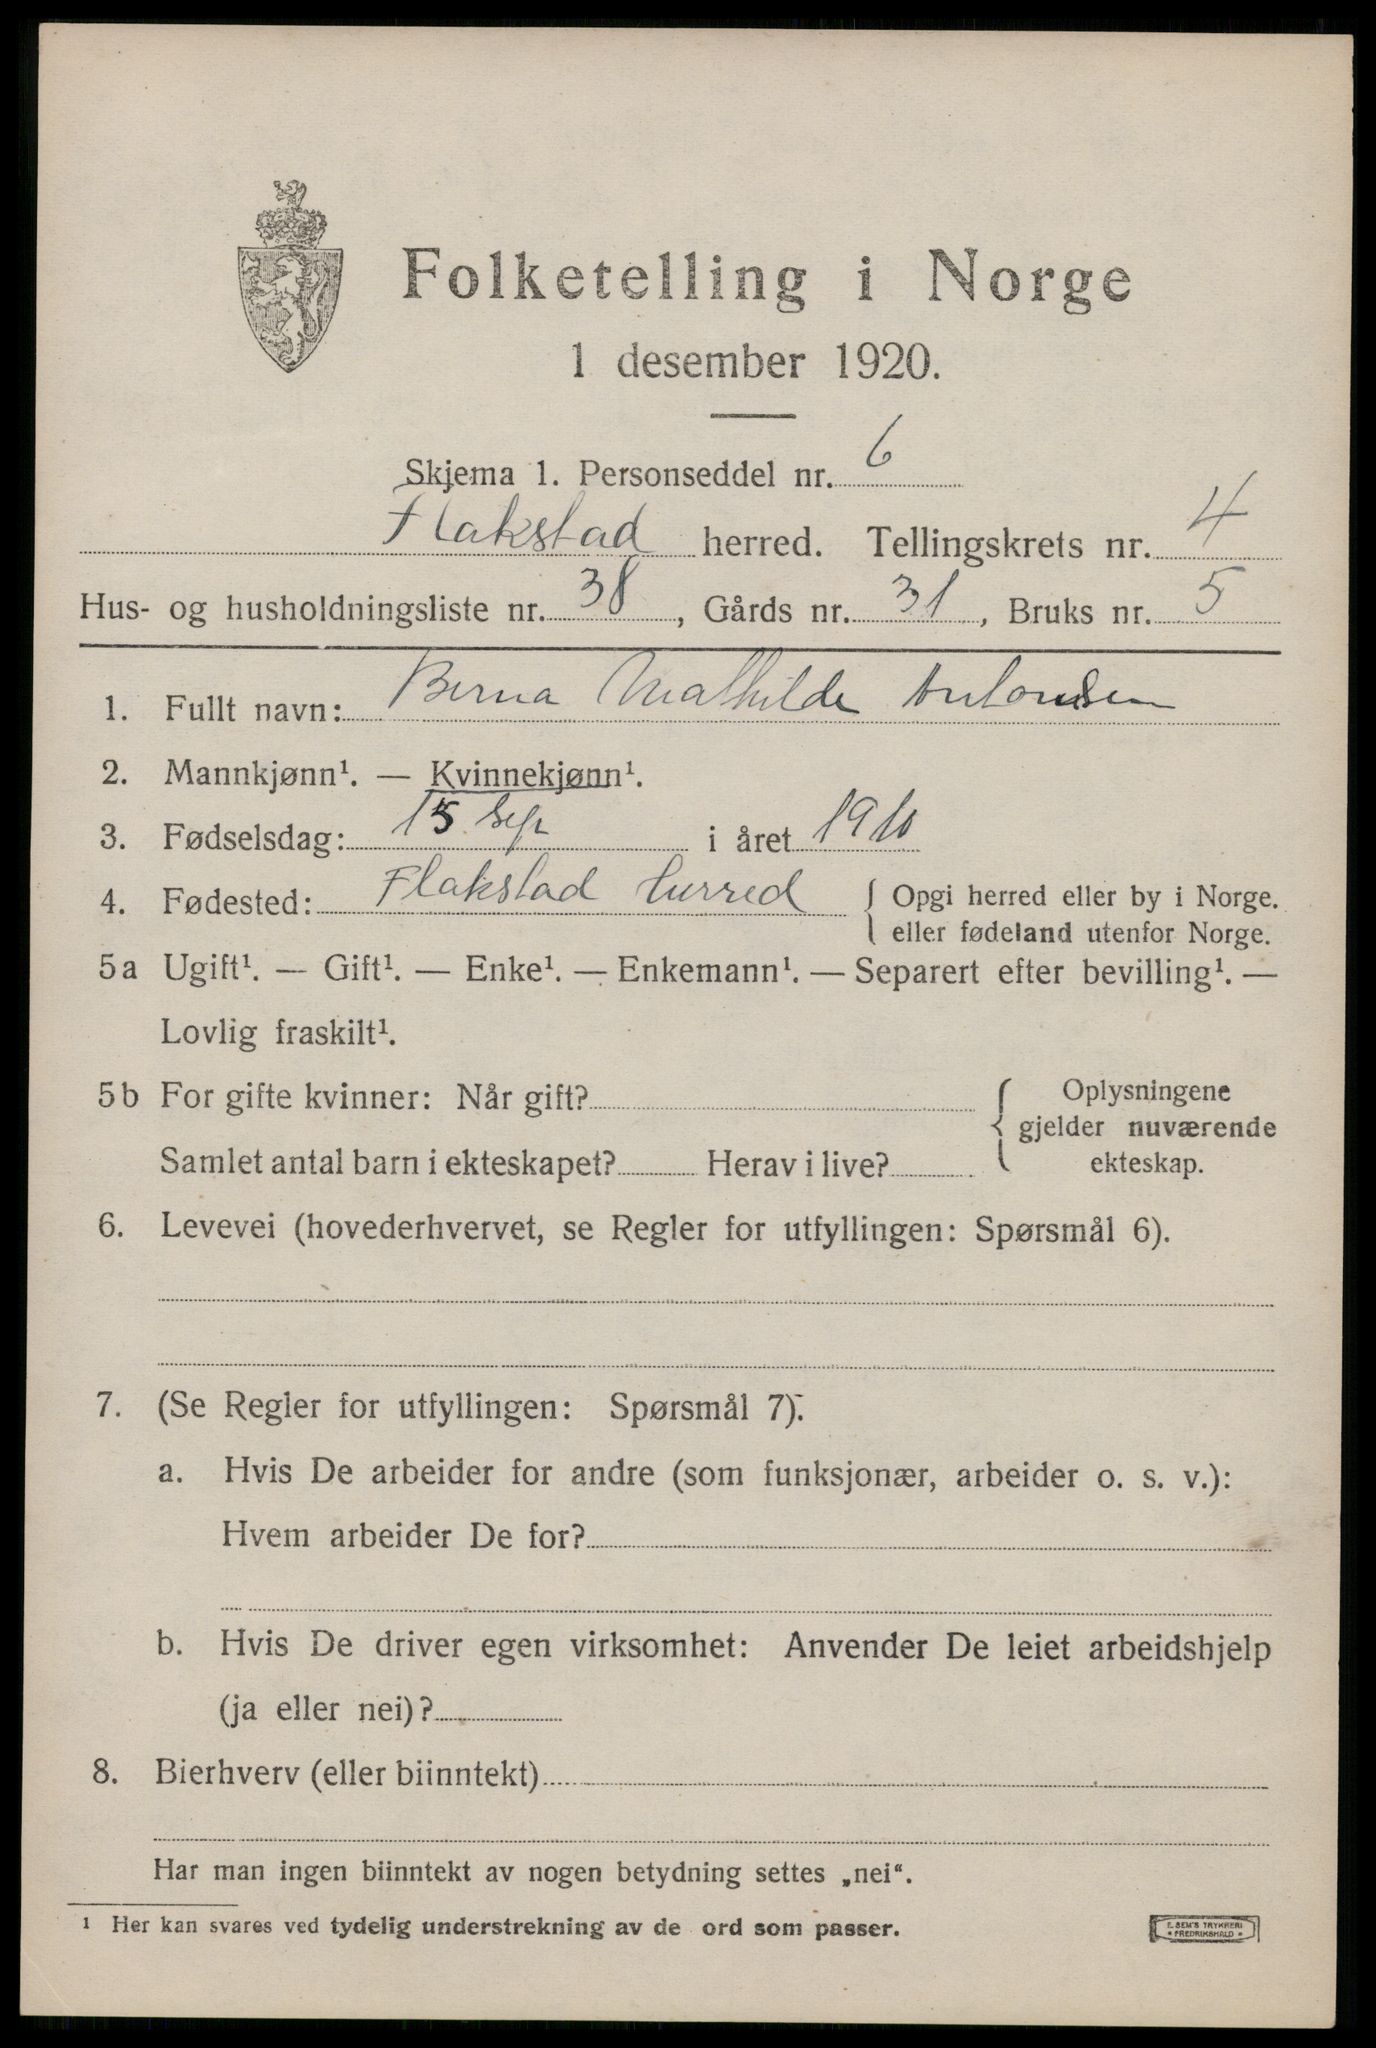 Folketelling i Norge
1 desember 1920.
Skjema 1. Personseddel nr. 6
Flakstad herred. Tellingskrets nr. 4
Hus- og husholdningsliste nr. 38, Gårds nr. 31, Bruks nr. 5
1. Fullt navn: Berna Mathilde Antonsen
2. Mannkjønn¹. — Kvinnekjønn¹.
3. Fødselsdag: 15 Sep i året 1910
4. Fødested: Flakstad herred { Opgi herred eller by i Norge.
eller fødeland utenfor Norge.
5a Ugift¹. — Gift¹. — Enke¹. — Enkemann¹. — Separert efter bevilling¹. —
Lovlig fraskilt¹.
5b For gifte kvinner: Når gift? { Oplysningene
gjelder nuværende
Samlet antal barn i ekteskapet? Herav i live? ekteskap.
6. Levevei (hovederhvervet, se Regler for utfyllingen: Spørsmål 6).
7. (Se Regler for utfyllingen: Spørsmål 7).
a. Hvis De arbeider for andre (som funksjonær, arbeider o. s. v.):
Hvem arbeider De for?
b. Hvis De driver egen virksomhet: Anvender De leiet arbeidshjelp
(ja eller nei)?
8. Bierhverv (eller biinntekt)
Har man ingen biinntekt av nogen betydning settes „nei“.
¹ Her kan svares ved tydelig understrekning av de ord som passer.
E. SEM'S TRYKKERI
* FREDRIKSHALD *